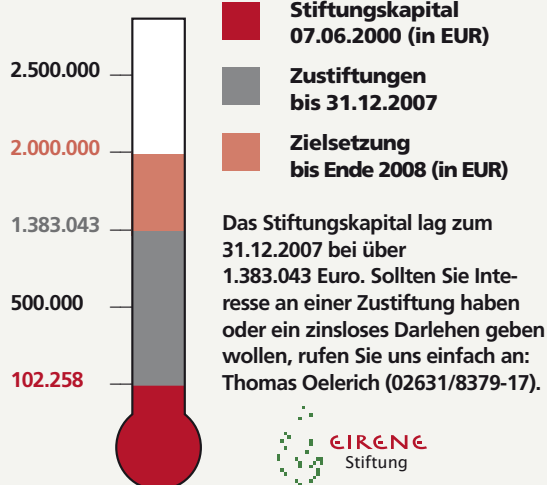 2.500.000
2.000.000
1.383.043
500.000
102.258
Stiftungskapital
07.06.2000 (in EUR)
Zustiftungen
bis 31.12.2007
Zielsetzung
bis Ende 2008 (in EUR)
Das Stiftungskapital lag zum
31.12.2007 bei über
1.383.043 Euro. Sollten Sie Inte-
resse an einer Zustiftung haben
oder ein zinsloses Darlehen geben
wollen, rufen Sie uns einfach an:
Thomas Oelerich (02631/8379-17).
EIRENE
Stiftung